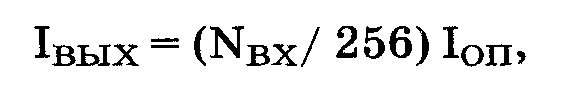 Iвых = (Nвх/ 256) Iоп,